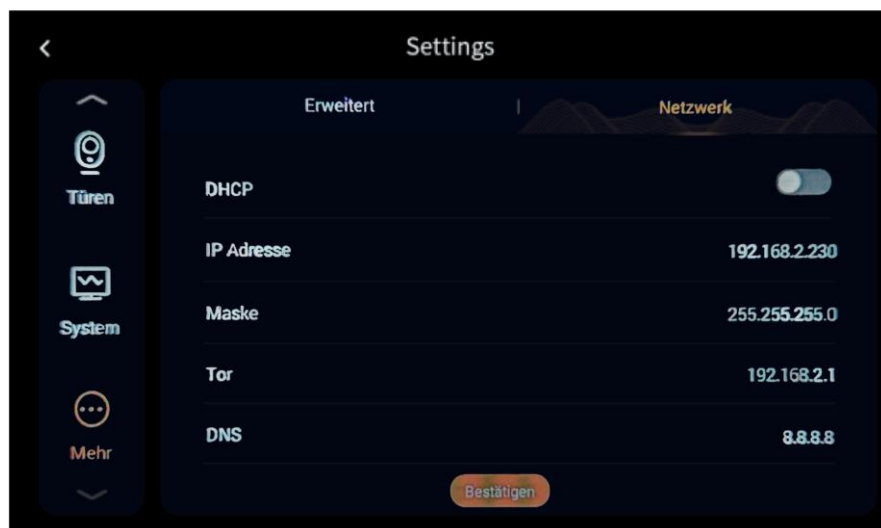 Settings
Erweitert | Netzwerk
Türen
System
Mehr
DHCP
IP Adresse 192.168.2.230
Maske 255.255.255.0
Tor 192.168.2.1
DNS 8.8.8.8
Bestätigen